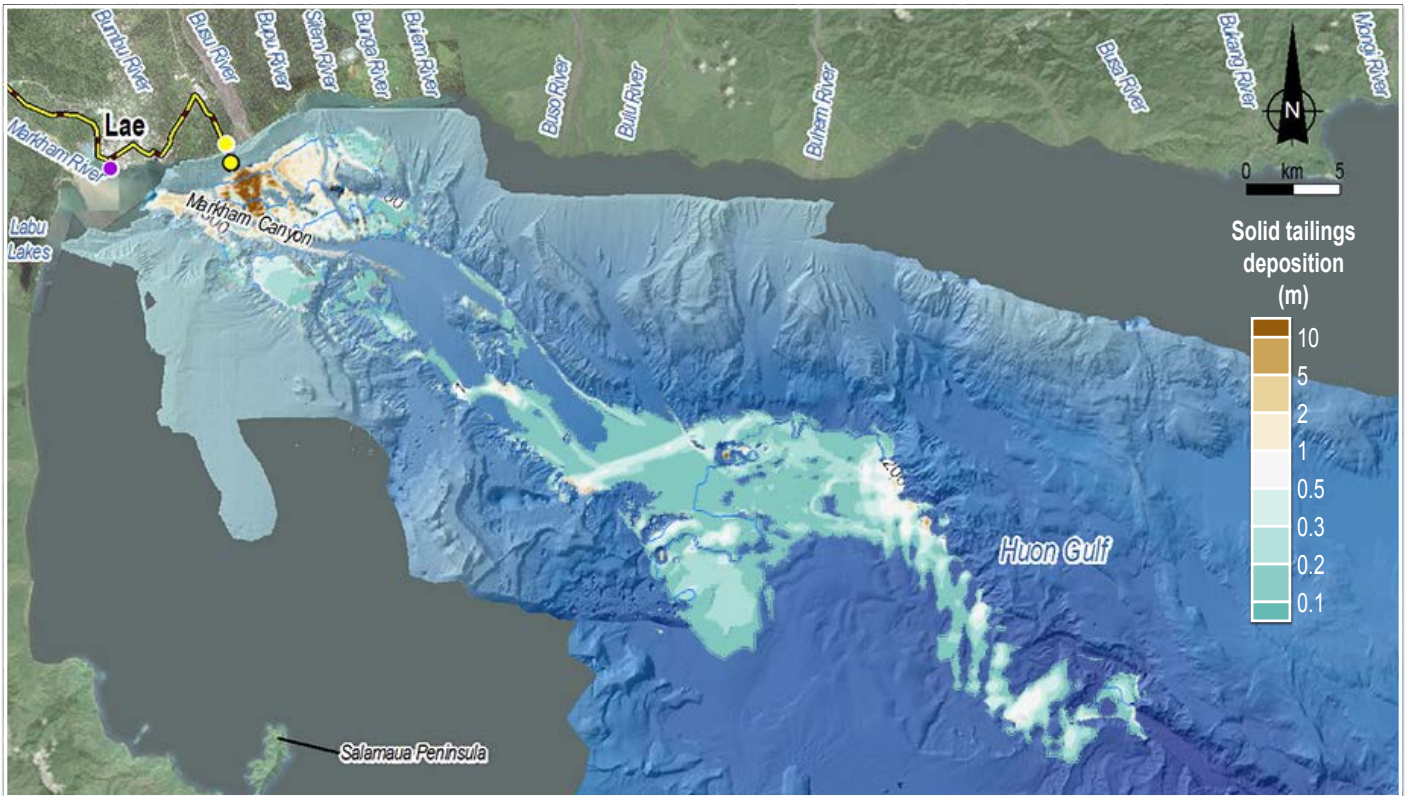 Bumbu River
Busu River
Bupu River
Sitem River
Bunga River
Buiem River
Buso River
Bulu River
Buhem River
Busa River
Bukang River
Mongi River
N
0 km 5
Lae
Markham River
Labu
Lakes
Markham Canyon
Solid tailings
deposition
(m)
10
5
2
1
0.5
0.3
0.2
0.1
Huon Gulf
Salamaua Peninsula